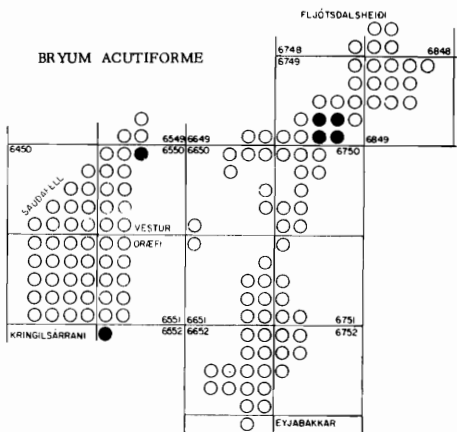 FLJÓTSDALSHEIÐI
BRYUM ACUTIFORME
6748
6848
6749
6549 6649
6450
6550 6650
6750
6849
SAUÐAFELL
VESTUR
ÖRÆFI
6551 6651
6751
KRINGILSÁRRANI
6552 6652
6752
EYJABAKKAR